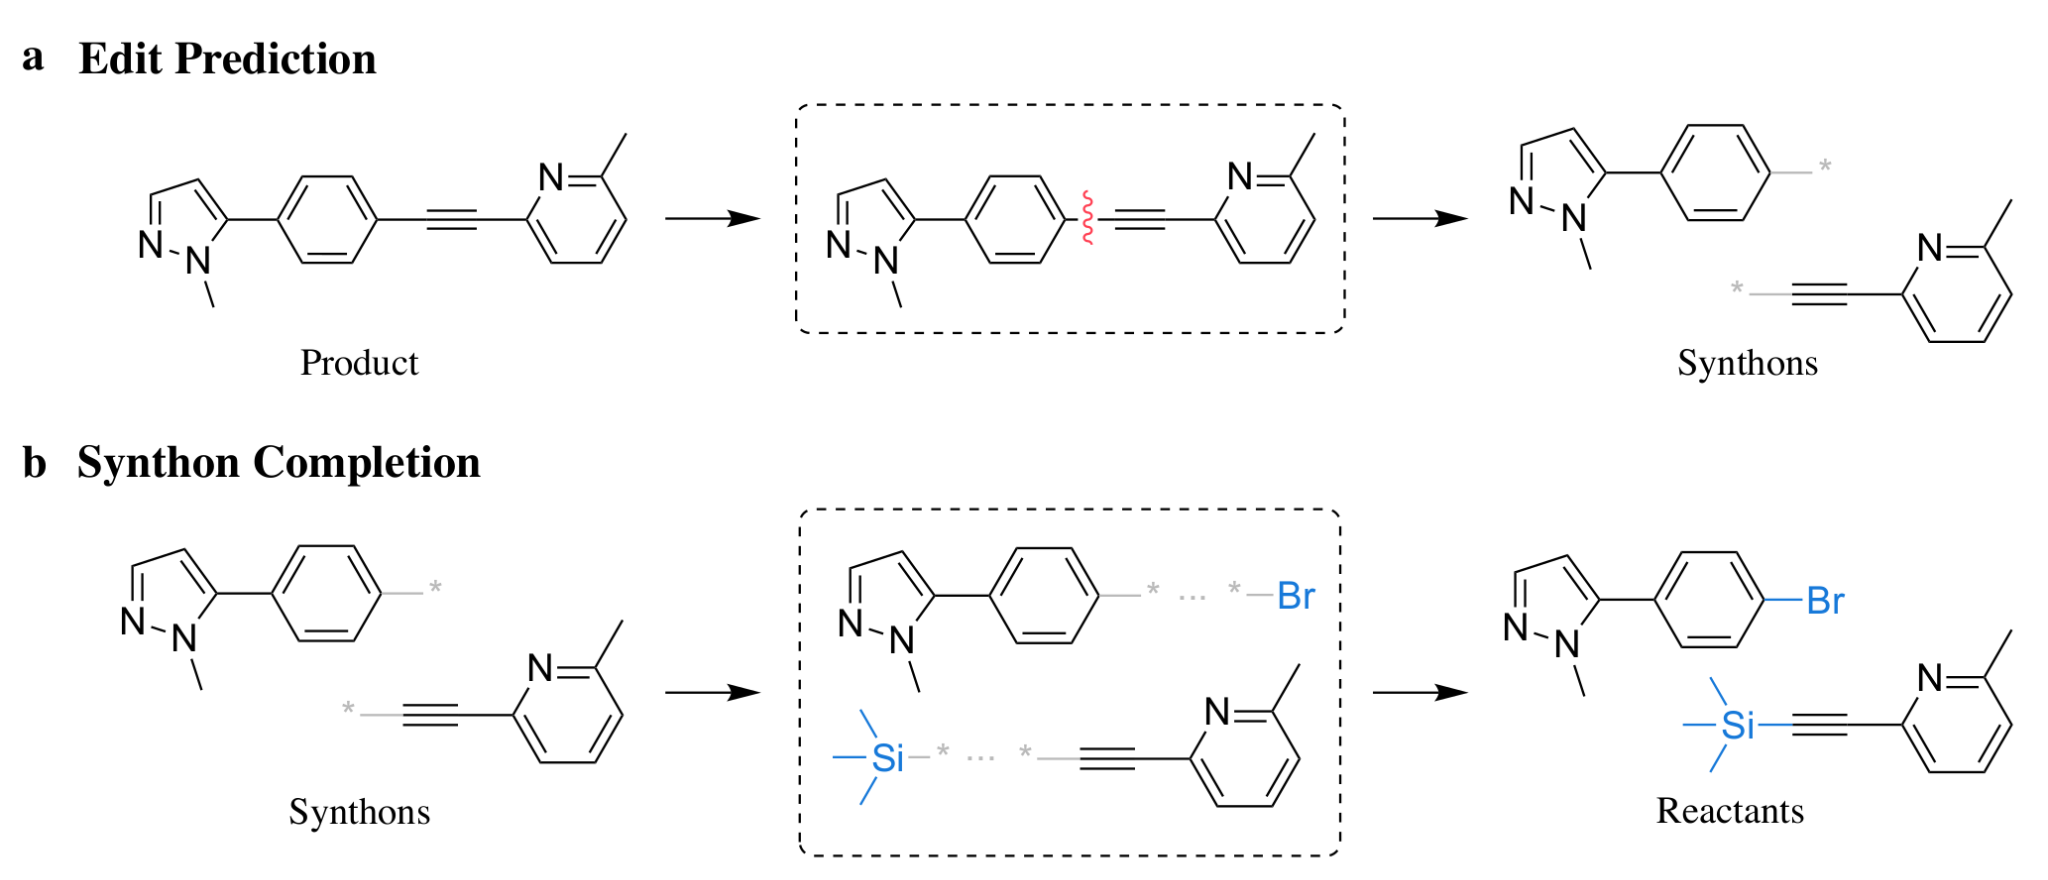 a Edit Prediction
N N
N
N N
N
N N
*
* N
Product
Synthons
b Synthon Completion
N N
*
* N
N N
* ... * Br
Si * ... * N
N N
Br
Si N
Synthons
Reactants